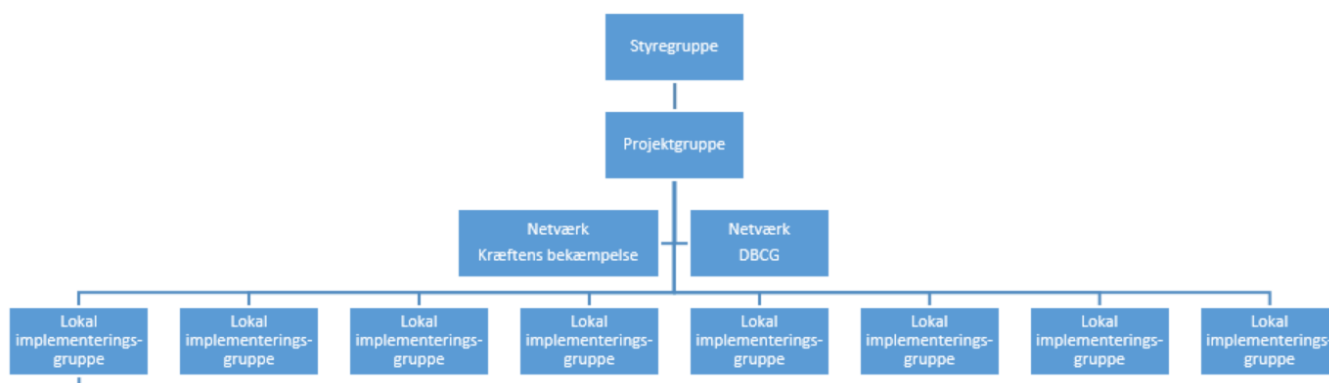 Styregruppe
Projektgruppe
Netværk
Kræftens bekæmpelse
Netværk
DBCG
Lokal
implementerings-
gruppe
Lokal
implementerings-
gruppe
Lokal
implementerings-
gruppe
Lokal
implementerings-
gruppe
Lokal
implementerings-
gruppe
Lokal
implementerings-
gruppe
Lokal
implementerings-
gruppe
Lokal
implementerings-
gruppe